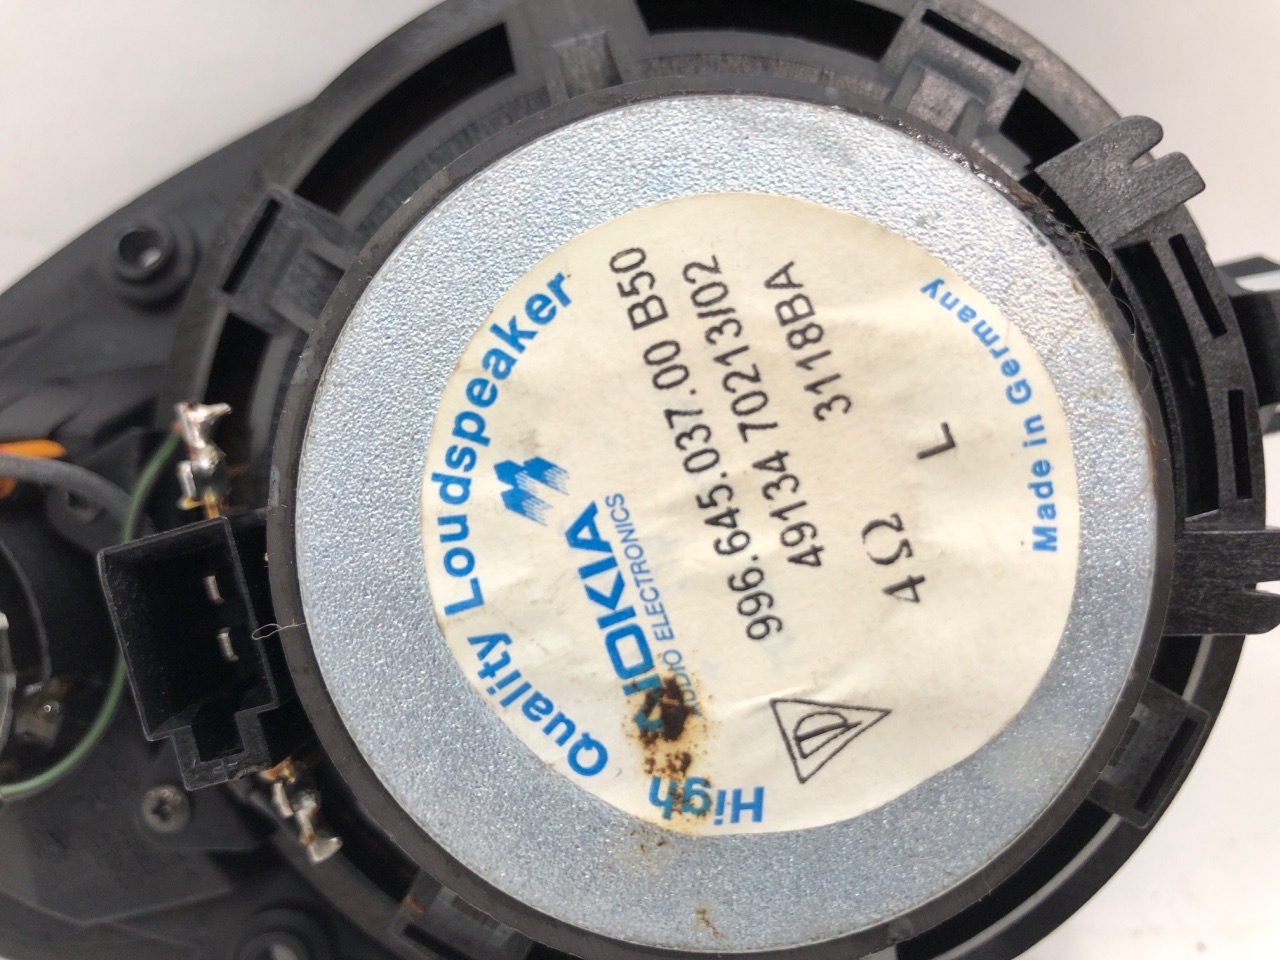 High Quality Loudspeaker
NOKIA
AUDIO ELECTRONICS
996.645.037.00 B50
49134 70213/02
3118BA
4Ω L
Made in Germany